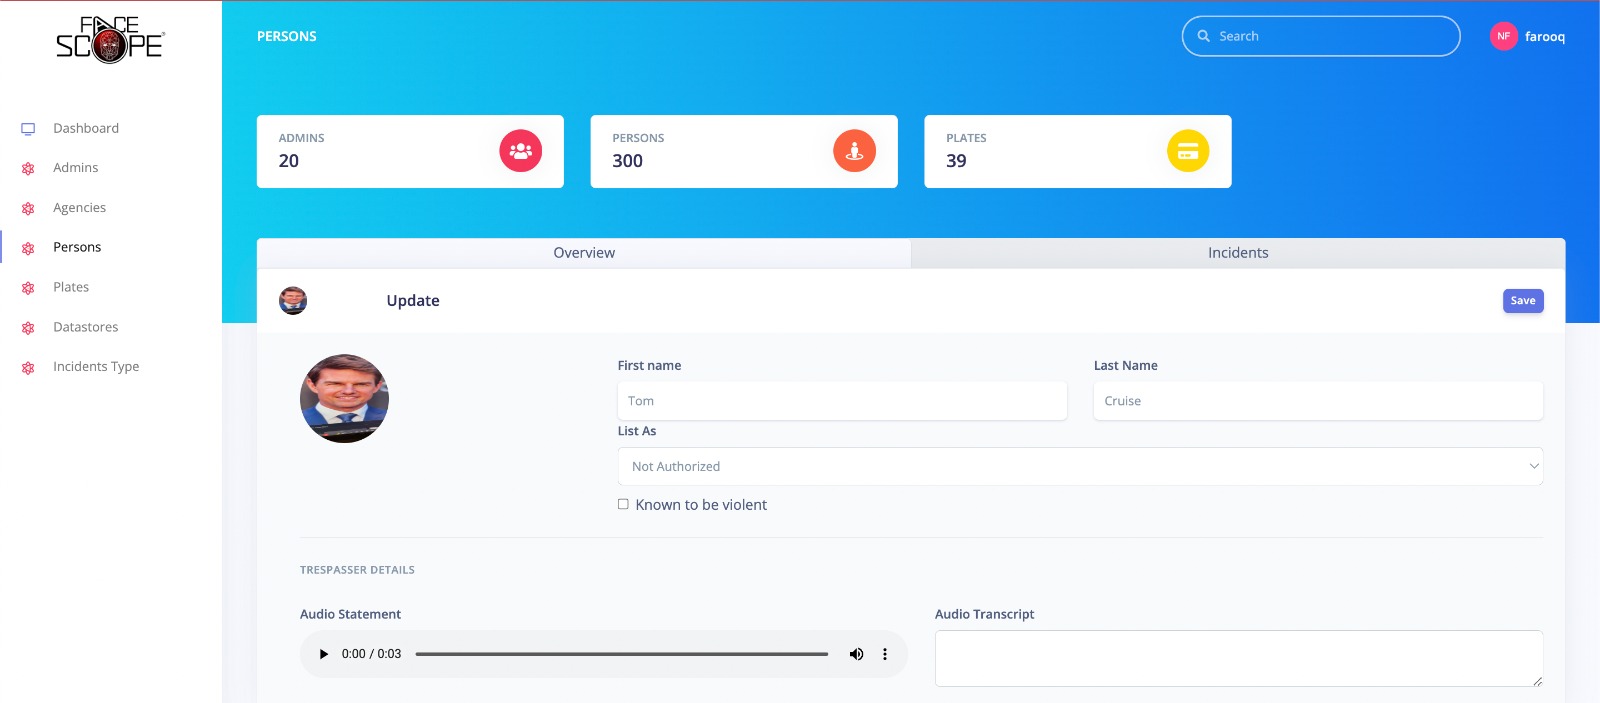 FACE
SCOPE
PERSONS
Search
NF farooq
Dashboard
Admins
Agencies
Persons
Plates
Datastores
Incidents Type
ADMINS
20
PERSONS
300
PLATES
39
Overview
Incidents
Update
Save
First name
Last Name
Tom
Cruise
List As
Not Authorized
Known to be violent
TRESPASSER DETAILS
Audio Statement
Audio Transcript
0:00 / 0:03